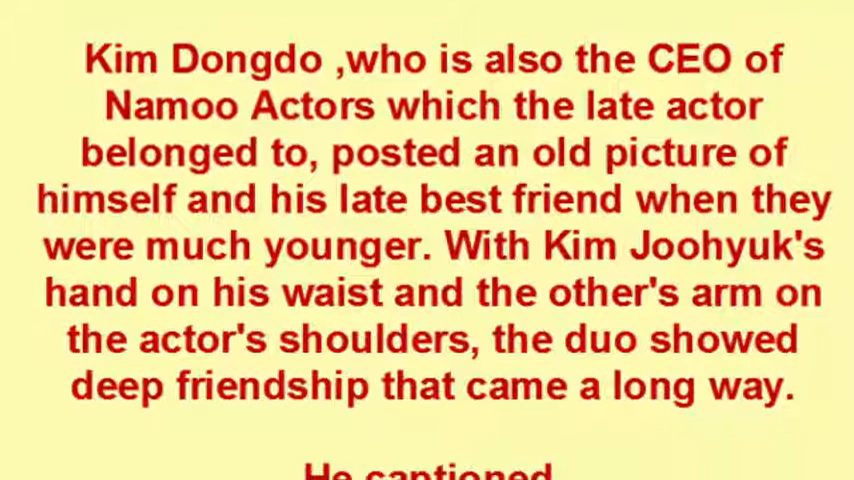 Kim Dongdo ,who is also the CEO of
Namoo Actors which the late actor
belonged to, posted an old picture of
himself and his late best friend when they
were much younger. With Kim Joohyuk's
hand on his waist and the other's arm on
the actor's shoulders, the duo showed
deep friendship that came a long way.
He captioned